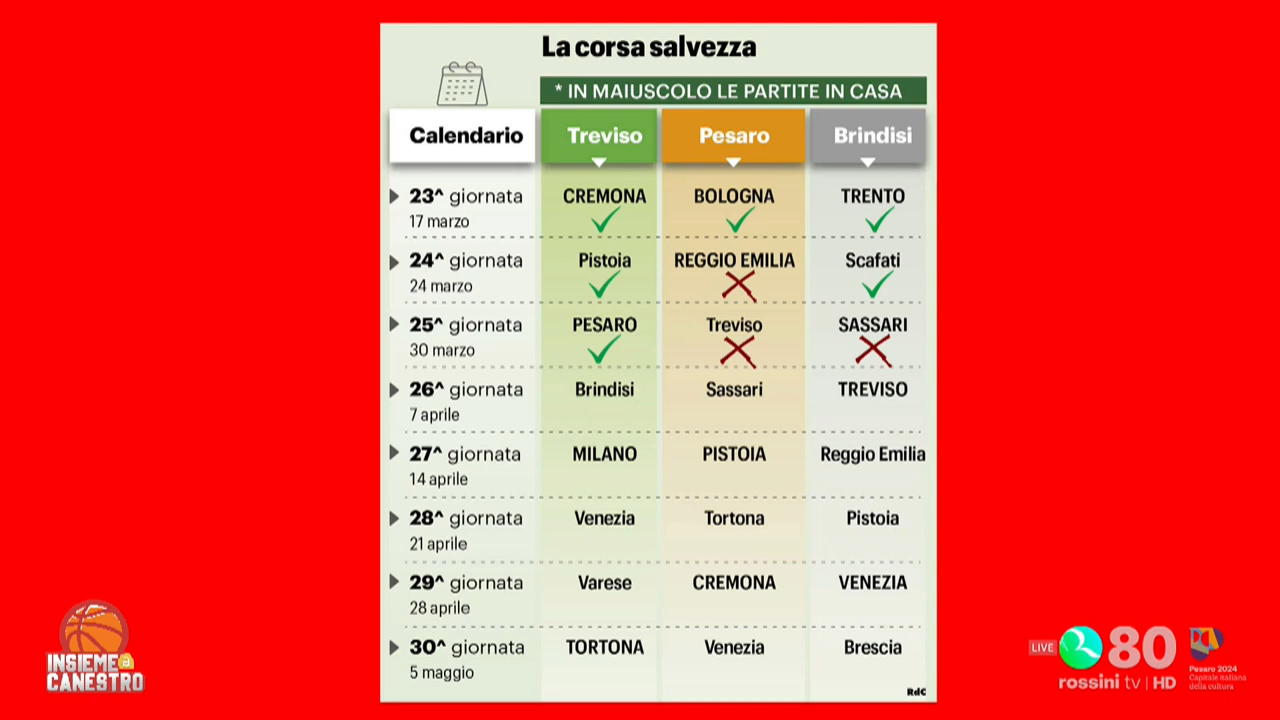 La corsa salvezza
* IN MAIUSCOLO LE PARTITE IN CASA
Calendario Treviso Pesaro Brindisi
23^ giornata CREMONA BOLOGNA TRENTO
17 marzo
24^ giornata Pistoia REGGIO EMILIA Scafati
24 marzo
25^ giornata PESARO Treviso SASSARI
30 marzo
26^ giornata Brindisi Sassari TREVISO
7 aprile
27^ giornata MILANO PISTOIA Reggio Emilia
14 aprile
28^ giornata Venezia Tortona Pistoia
21 aprile
29^ giornata Varese CREMONA VENEZIA
28 aprile
30^ giornata TORTONA Venezia Brescia
5 maggio
RdC
INSIEME a
CANESTRO
LIVE 80
rossini tv | HD
Pesaro 2024
Capitale italiana
della cultura